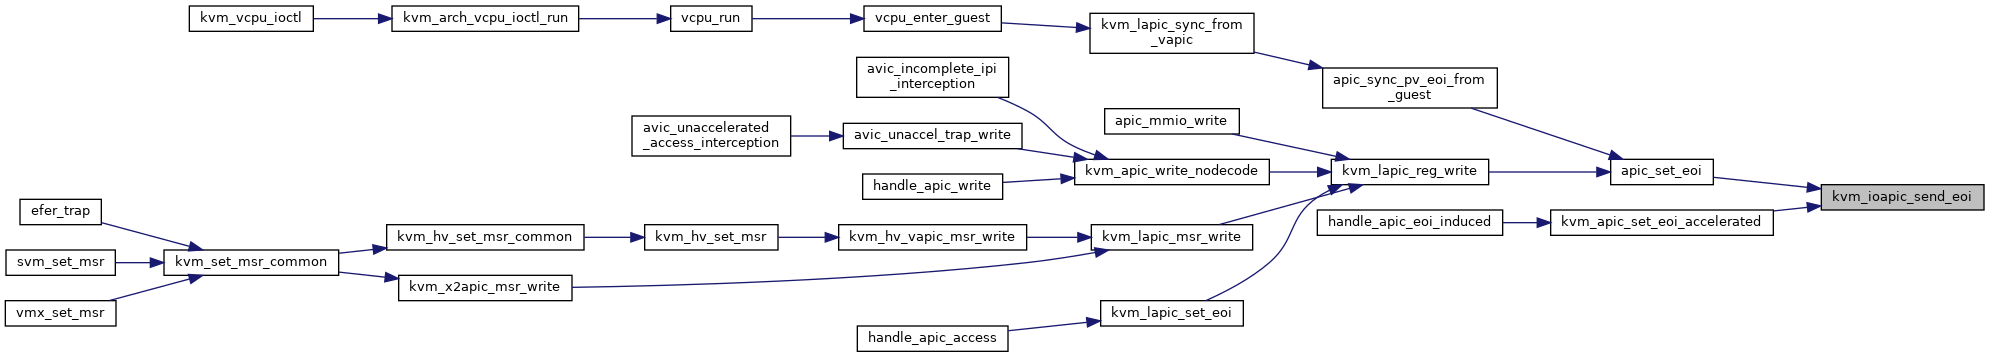 kvm_vcpu_ioctl
kvm_arch_vcpu_ioctl_run
vcpu_run
vcpu_enter_guest
kvm_lapic_sync_from
_vapic
avic_incomplete_ipi
_interception
apic_sync_pv_eoi_from
_guest
apic_mmio_write
avic_unaccelerated
_access_interception
avic_unaccel_trap_write
kvm_apic_write_nodecode
kvm_lapic_reg_write
apic_set_eoi
handle_apic_write
kvm_ioapic_send_eoi
efer_trap
handle_apic_eoi_induced
kvm_apic_set_eoi_accelerated
kvm_hv_set_msr_common
kvm_hv_set_msr
kvm_hv_vapic_msr_write
kvm_lapic_msr_write
svm_set_msr
kvm_set_msr_common
kvm_x2apic_msr_write
vmx_set_msr
kvm_lapic_set_eoi
handle_apic_access